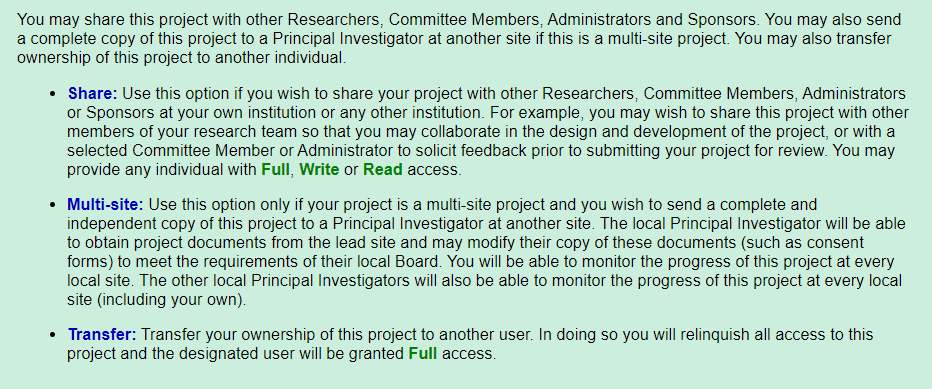 You may share this project with other Researchers, Committee Members, Administrators and Sponsors. You may also send
a complete copy of this project to a Principal Investigator at another site if this is a multi-site project. You may also transfer
ownership of this project to another individual.
• Share: Use this option if you wish to share your project with other Researchers, Committee Members, Administrators
or Sponsors at your own institution or any other institution. For example, you may wish to share this project with other
members of your research team so that you may collaborate in the design and development of the project, or with a
selected Committee Member or Administrator to solicit feedback prior to submitting your project for review. You may
provide any individual with Full, Write or Read access.
• Multi-site: Use this option only if your project is a multi-site project and you wish to send a complete and
independent copy of this project to a Principal Investigator at another site. The local Principal Investigator will be able
to obtain project documents from the lead site and may modify their copy of these documents (such as consent
forms) to meet the requirements of their local Board. You will be able to monitor the progress of this project at every
local site. The other local Principal Investigators will also be able to monitor the progress of this project at every local
site (including your own).
• Transfer: Transfer your ownership of this project to another user. In doing so you will relinquish all access to this
project and the designated user will be granted Full access.